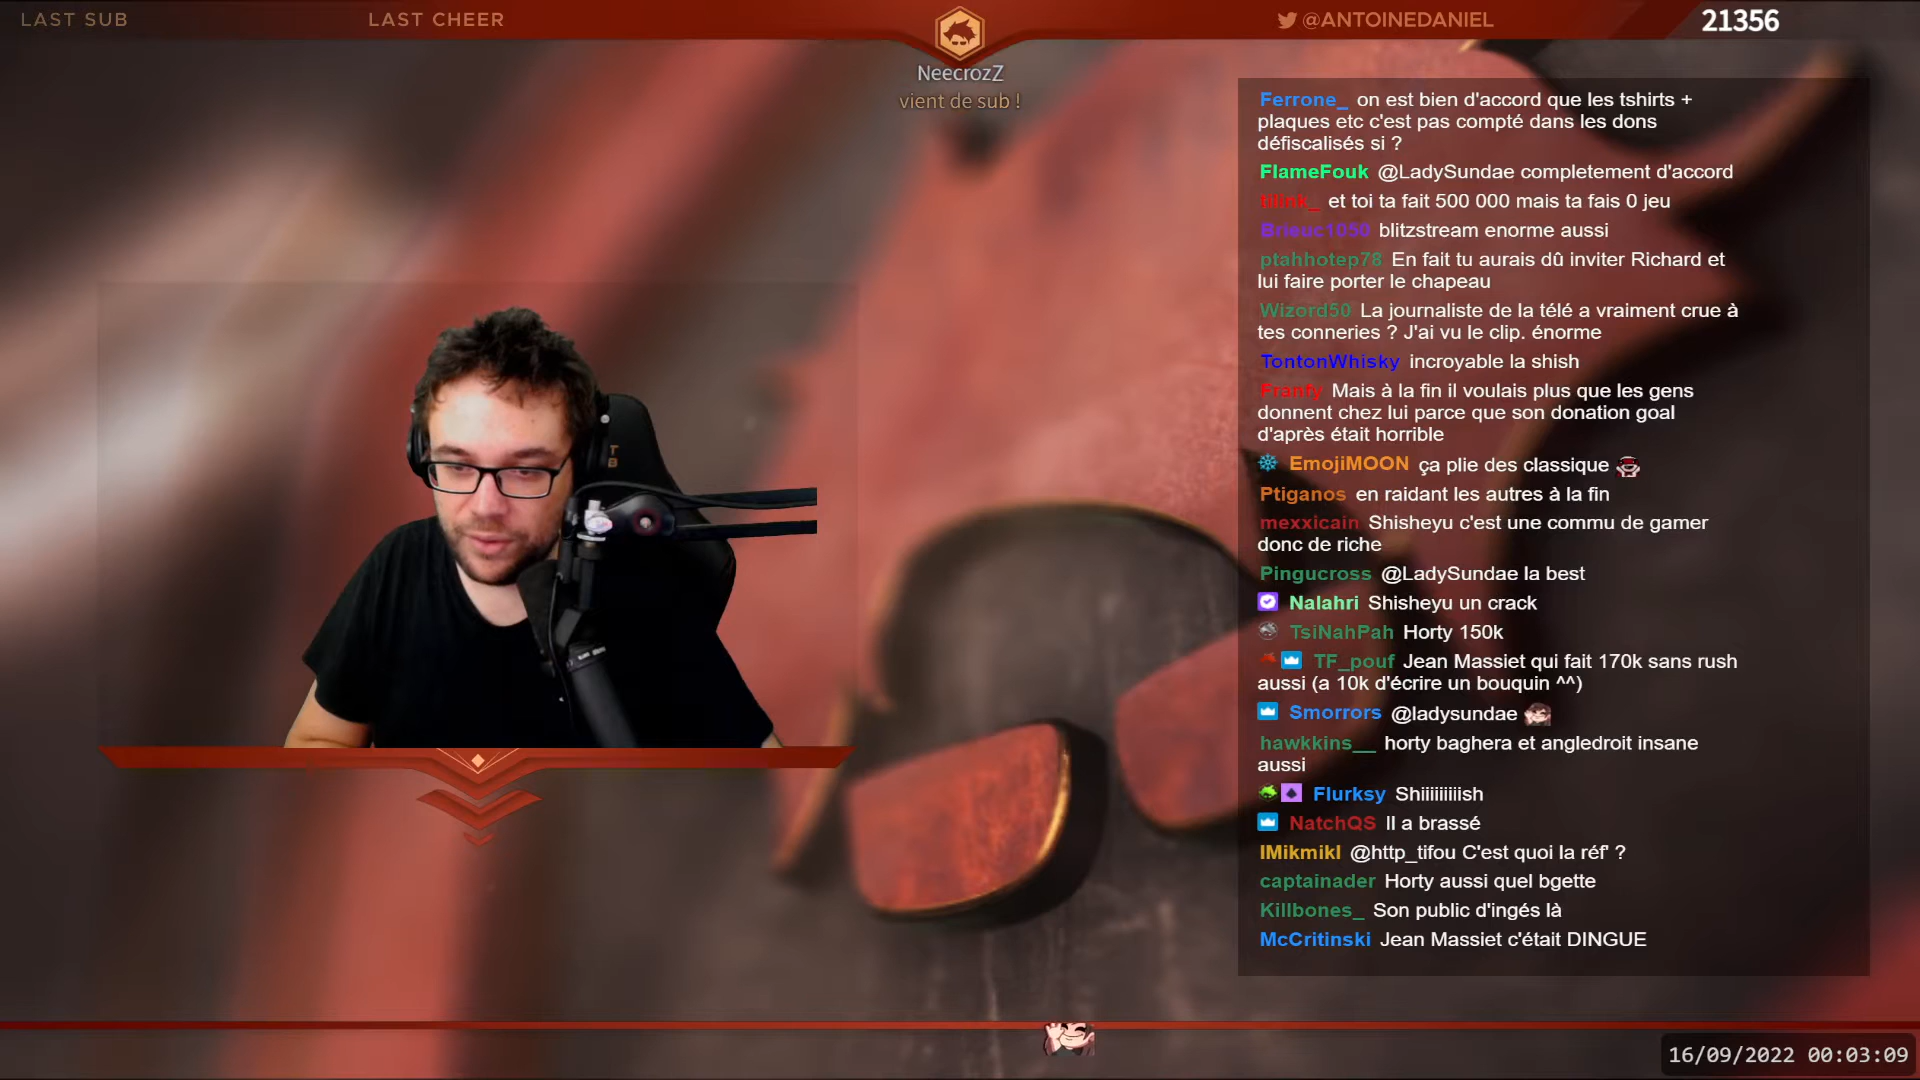 LAST SUB
LAST CHEER
@ANTOINEDANIEL
21356
NeecrozZ
vient de sub !
Ferrone_ on est bien d'accord que les tshirts +
plaques etc c'est pas compté dans les dons
défiscalisés si ?
FlameFouk @LadySundae completement d'accord
tilink_ et toi ta fait 500 000 mais ta fais 0 jeu
Brieuc1050 blitzstream enorme aussi
ptahhotep78 En fait tu aurais dû inviter Richard et
lui faire porter le chapeau
Wizord50 La journaliste de la télé a vraiment crue à
tes conneries ? J'ai vu le clip. énorme
TontonWhisky incroyable la shish
Franfy Mais à la fin il voulais plus que les gens
donnent chez lui parce que son donation goal
d'après était horrible
EmojiMOON ça plie des classique
Ptiganos en raidant les autres à la fin
mexxicain Shisheyu c'est une commu de gamer
donc de riche
Pingucross @LadySundae la best
Nalahri Shisheyu un crack
TsiNahPah Horty 150k
TF_pouf Jean Massiet qui fait 170k sans rush
aussi (a 10k d'écrire un bouquin ^^)
Smorrors @ladysundae
hawkkins__ horty baghera et angledroit insane
aussi
Flurksy Shiiiiiiiiish
NatchQS Il a brassé
IMikmikI @http_tifou C'est quoi la réf' ?
captainader Horty aussi quel bgette
Killbones_ Son public d'ingés là
McCritinski Jean Massiet c'était DINGUE
16/09/2022 00:03:09